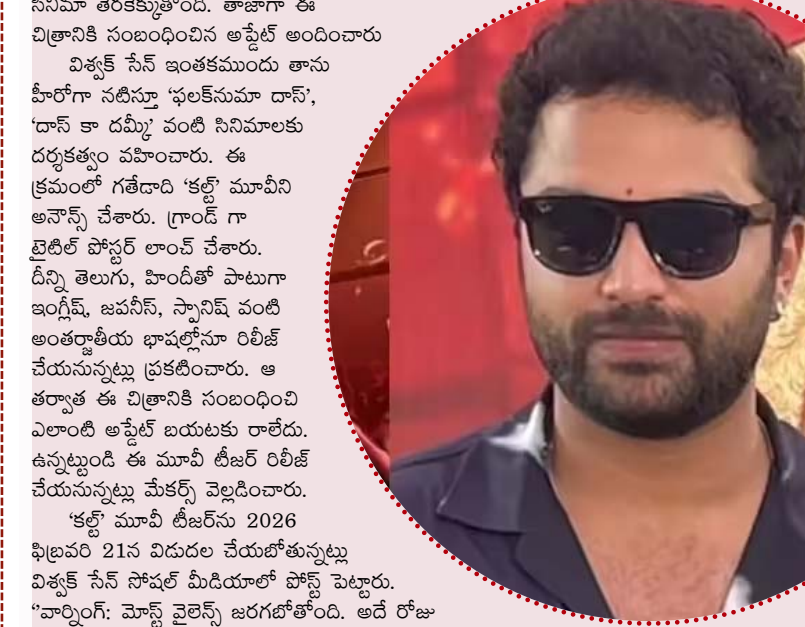 సినిమా తెరకెక్కుతోంది. తాజాగా ఈ
చిత్రానికి సంబంధించిన అప్డేట్ అందించారు
విశ్వక్ సేన్ ఇంతకముందు తాను
హీరోగా నటిస్తూ ‘ఫలక్‌నుమా దాస్’,
‘దాస్ కా దమ్కీ’ వంటి సినిమాలకు
దర్శకత్వం వహించారు. ఈ
క్రమంలో గతేడాది ‘కల్ట్’ మూవీని
అనౌన్స్ చేశారు. గ్రాండ్ గా
టైటిల్ పోస్టర్ లాంచ్ చేశారు.
దీన్ని తెలుగు, హిందీతో పాటుగా
ఇంగ్లీష్, జపనీస్, స్పానిష్ వంటి
అంతర్జాతీయ భాషల్లోనూ రిలీజ్
చేయనున్నట్లు ప్రకటించారు. ఆ
తర్వాత ఈ చిత్రానికి సంబంధించి
ఎలాంటి అప్డేట్ బయటకు రాలేదు.
ఉన్నట్టుండి ఈ మూవీ టీజర్ రిలీజ్
చేయనున్నట్లు మేకర్స్ వెల్లడించారు.
‘కల్ట్’ మూవీ టీజర్‌ను 2026
ఫిబ్రవరి 21న విడుదల చేయబోతున్నట్లు
విశ్వక్ సేన్ సోషల్ మీడియాలో పోస్ట్ పెట్టారు.
“వార్నింగ్: మోస్ట్ వైలెన్స్ జరగబోతోంది. అదే రోజు